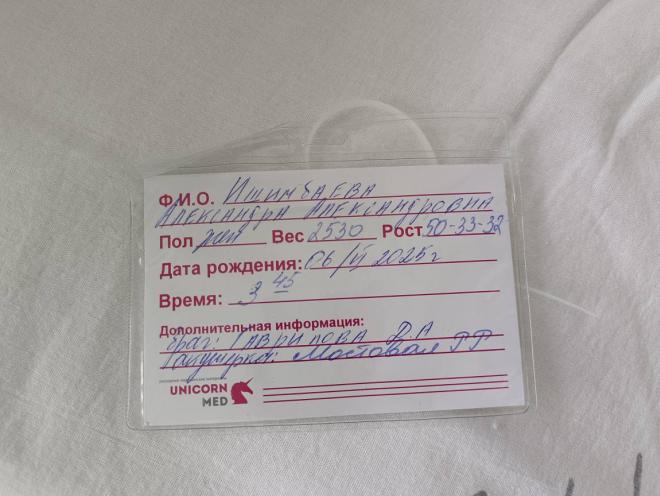 Ф.И.О. Ишимбаева
Александра Александровна
Пол жен Вес 2530 Рост 50-33-32
Дата рождения: 06/VI 2025г
Время: 3 45
Дополнительная информация:
Врач: Гаврилова Д.А
Акушерка: Мостовая Г.Г
UNICORN
MED